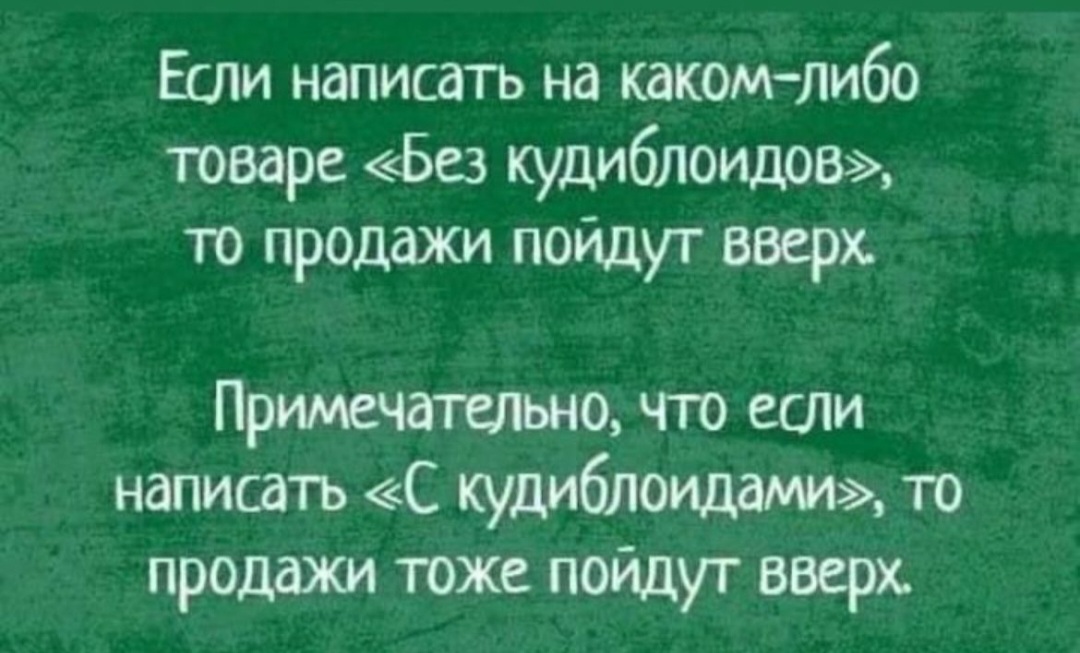 Если написать на каком-либо
товаре «Без кудиблоидов»,
то продажи пойдут вверх.
Примечательно, что если
написать «С кудиблоидами», то
продажи тоже пойдут вверх.